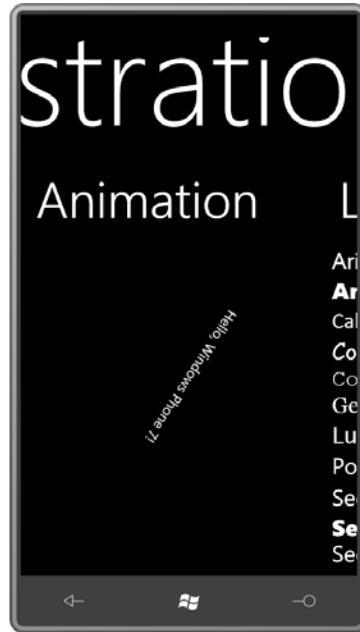 stratio
Animation
L
Hello, Windows Phone 7!
Ari
Ar
Cal
Co
Co
Ge
Lu
Po
Se
Se
Se